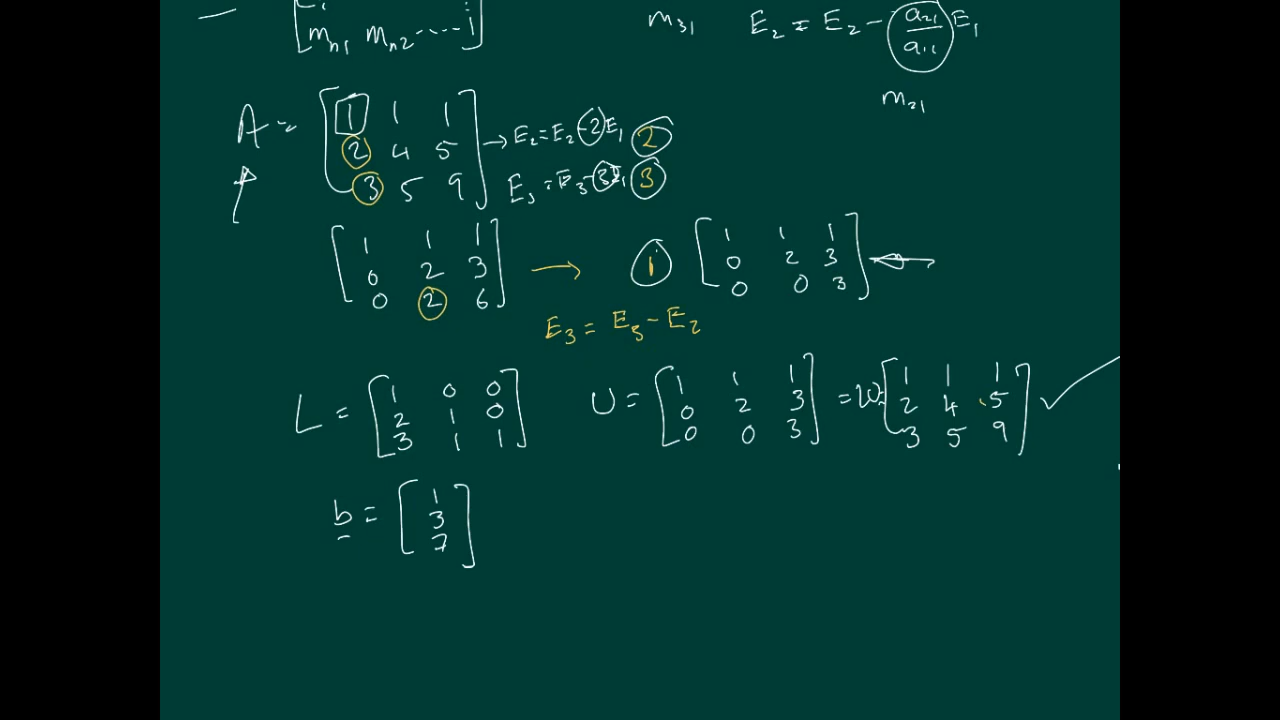 m_{n1} m_{n2} ----- 1
m_{31} E_2 = E_2 - \frac{a_{21}}{a_{11}} E_1
m_{21}
A = [1 1 1
2 4 5 → E_2 = E_2 - 2E_1 2
3 5 9] E_3 = E_3 - 3E_1 3
[1 1 1
0 2 3
0 2 6] → 1 [1 1 1
0 2 3
0 0 3]
E_3 = E_3 - E_2
L = [1 0 0
2 1 0
3 1 1]
U = [1 1 1
0 2 3
0 0 3] = [1 1 1
2 4 5
3 5 9] ✓
b = [1
3
7]